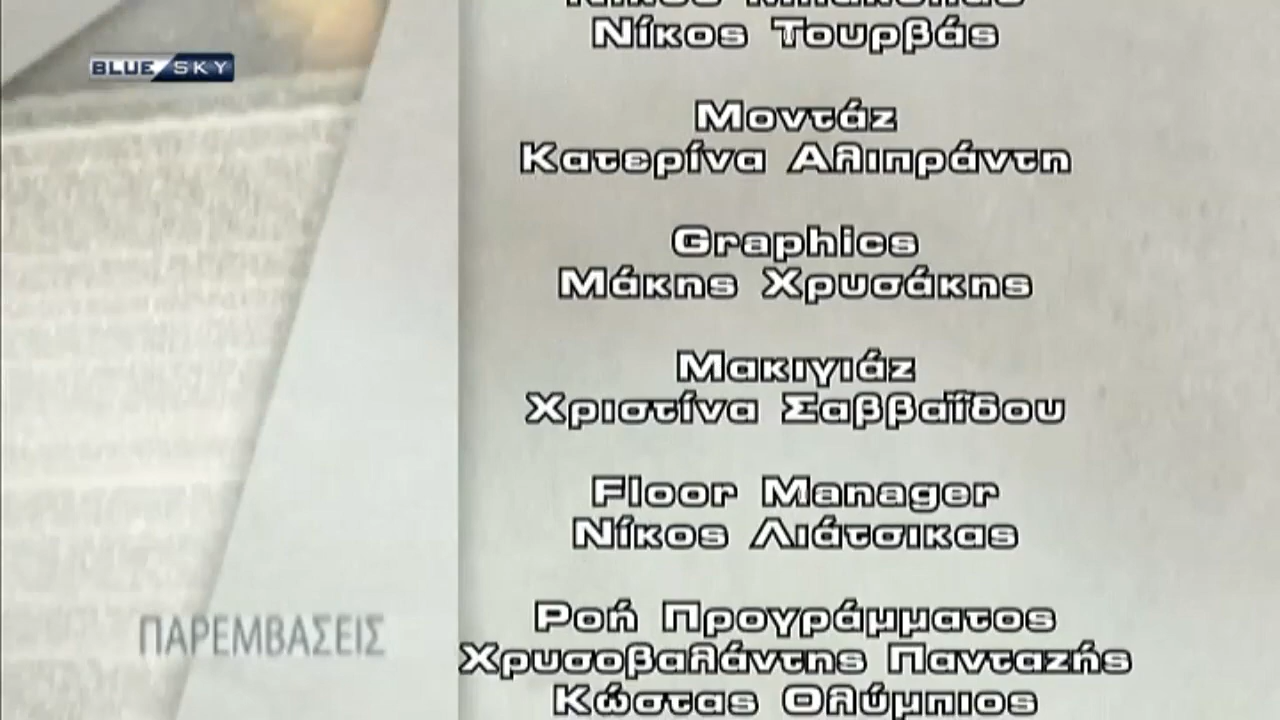 Νίκος Τουρβάς
BLUE SKY
Μοντάζ
Κατερίνα Αλιπράντη
Graphics
Μάκης Χρυσάκης
Μακιγιάζ
Χριστίνα Σαββαΐδου
Floor Manager
Νίκος Λιάτσικας
Ροή Προγράμματος
ΠΑΡΕΜΒΑΣΕΙΣ
Χρυσοβαλάντης Πανταζής
Κώστας Ολύμπιος